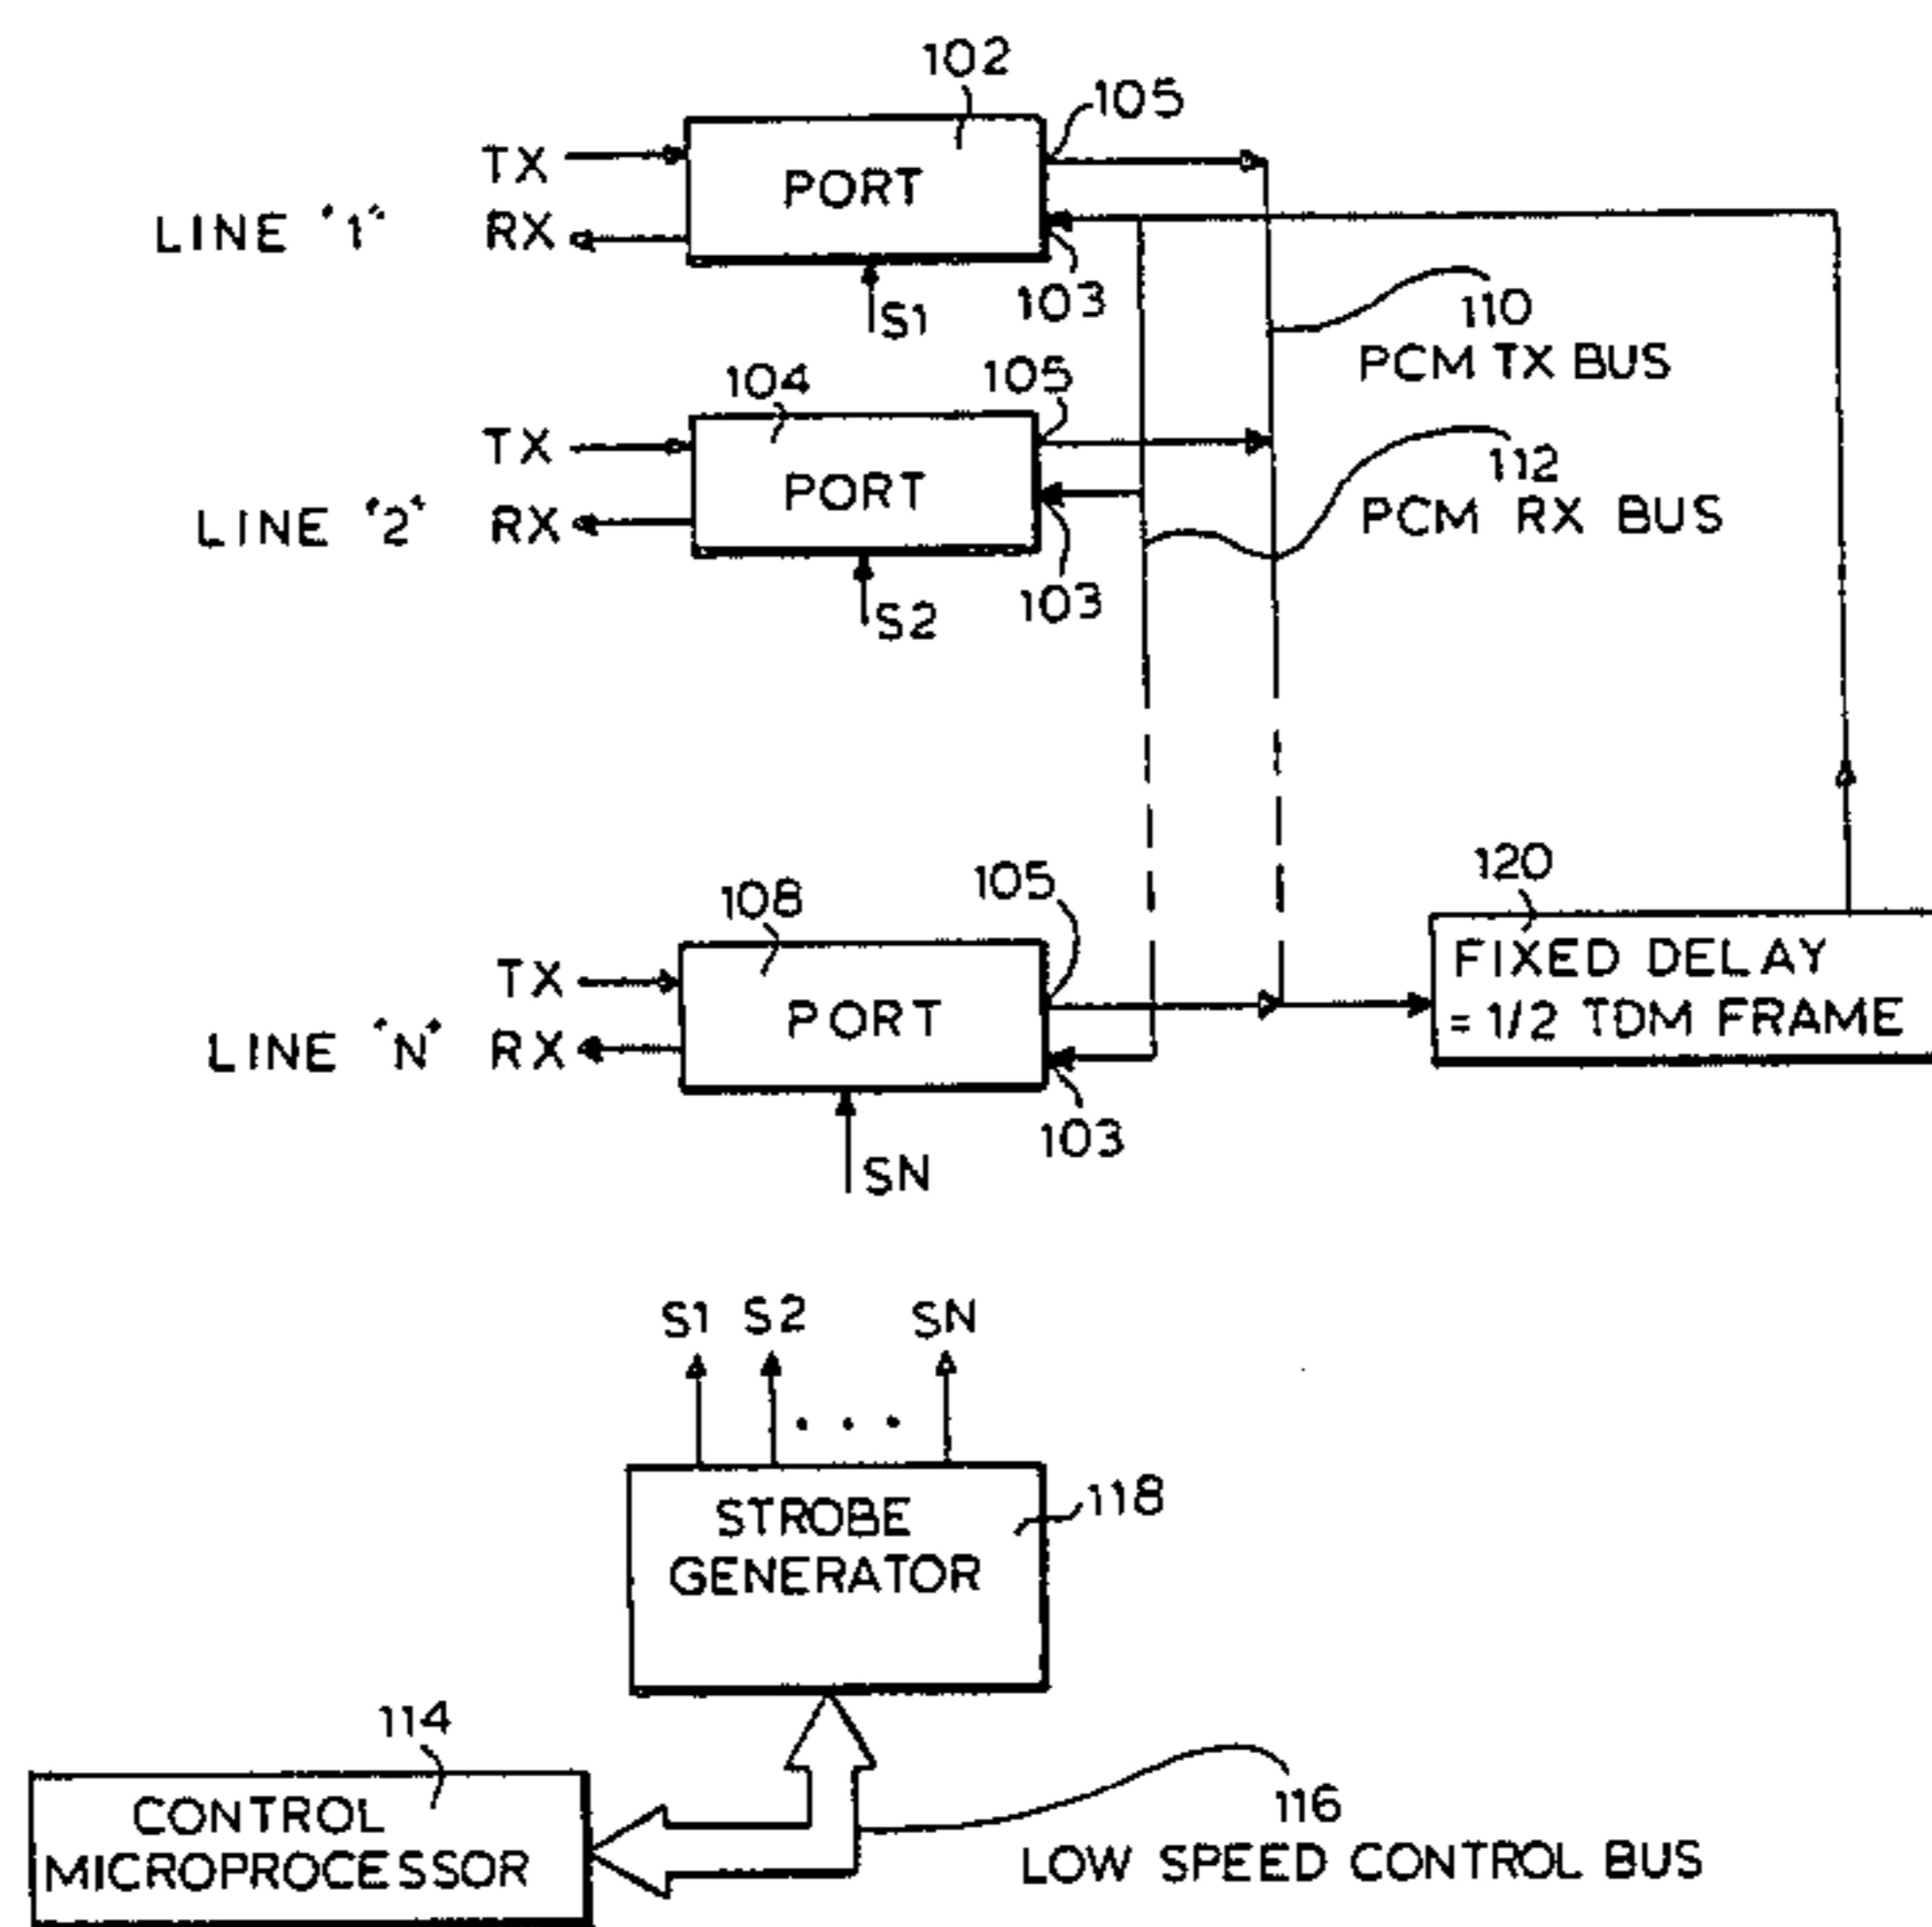 102
105
TX
PORT
LINE "1"
RX
103
S1
110
PCM TX BUS
104
105
TX
PORT
112
PCM RX BUS
LINE "2"
RX
103
S2
120
108
105
TX
PORT
FIXED DELAY
= 1/2 TDM FRAME
LINE "N"
RX
103
SN
S1 S2 SN
. . .
STROBE
GENERATOR
118
114
CONTROL
MICROPROCESSOR
116
LOW SPEED CONTROL BUS